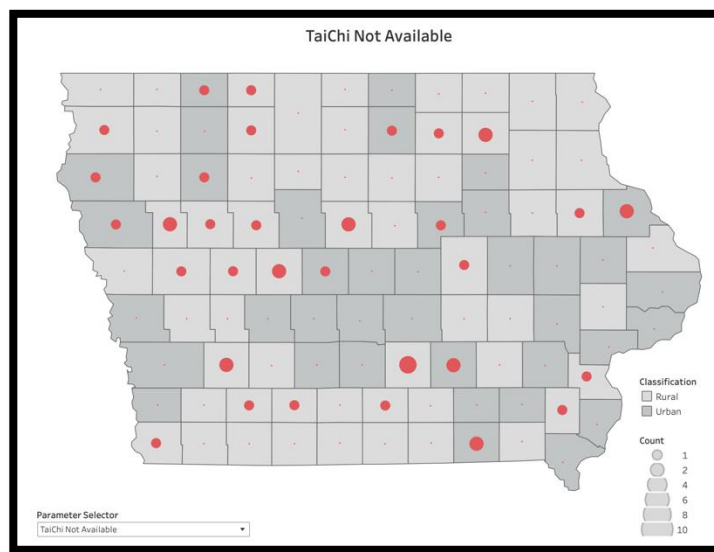 TaiChi Not Available
Classification
Rural
Urban
Count
1
2
4
6
8
10
Parameter Selector
TaiChi Not Available